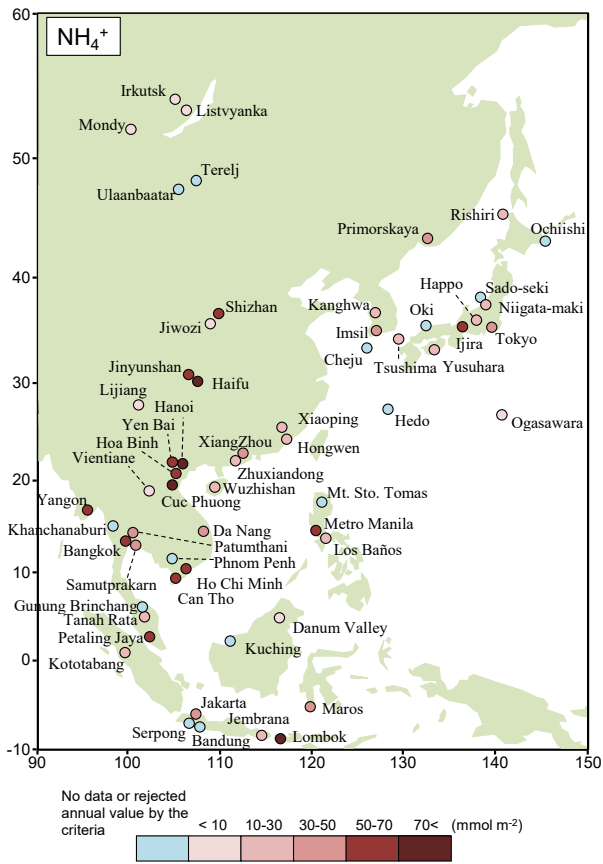 60
NH4+
Irkutsk
Listvyanka
Mondy
50
Terelj
Ulaanbaatar
Rishiri
Primorskaya
Ochiishi
40
Happo
Sado-seki
Shizhan
Kanghwa
Oki
Niigata-maki
Jiwozi
Imsil
Ijira
Tokyo
Cheju
Tsushima
Yusuhara
Jinyunshan
Haifu
30
Lijiang
Hanoi
Yen Bai
Xiaoping
Hedo
Ogasawara
Hoa Binh
XiangZhou
Hongwen
Vientiane
Zhuxiandong
20
Cuc Phuong
Wuzhishan
Mt. Sto. Tomas
Yangon
Khanchanaburi
Da Nang
Metro Manila
Patumthani
Bangkok
Los Baños
Phnom Penh
10
Samutprakarn
Ho Chi Minh
Can Tho
Gunung Brinchang
Tanah Rata
Danum Valley
Petaling Jaya
Kuching
0
Kototabang
Jakarta
Maros
Jembrana
Serpong
Bandung
Lombok
-10
90 100 110 120 130 140 150
No data or rejected
annual value by the
criteria
< 10 10-30 30-50 50-70 70< (mmol m-2)